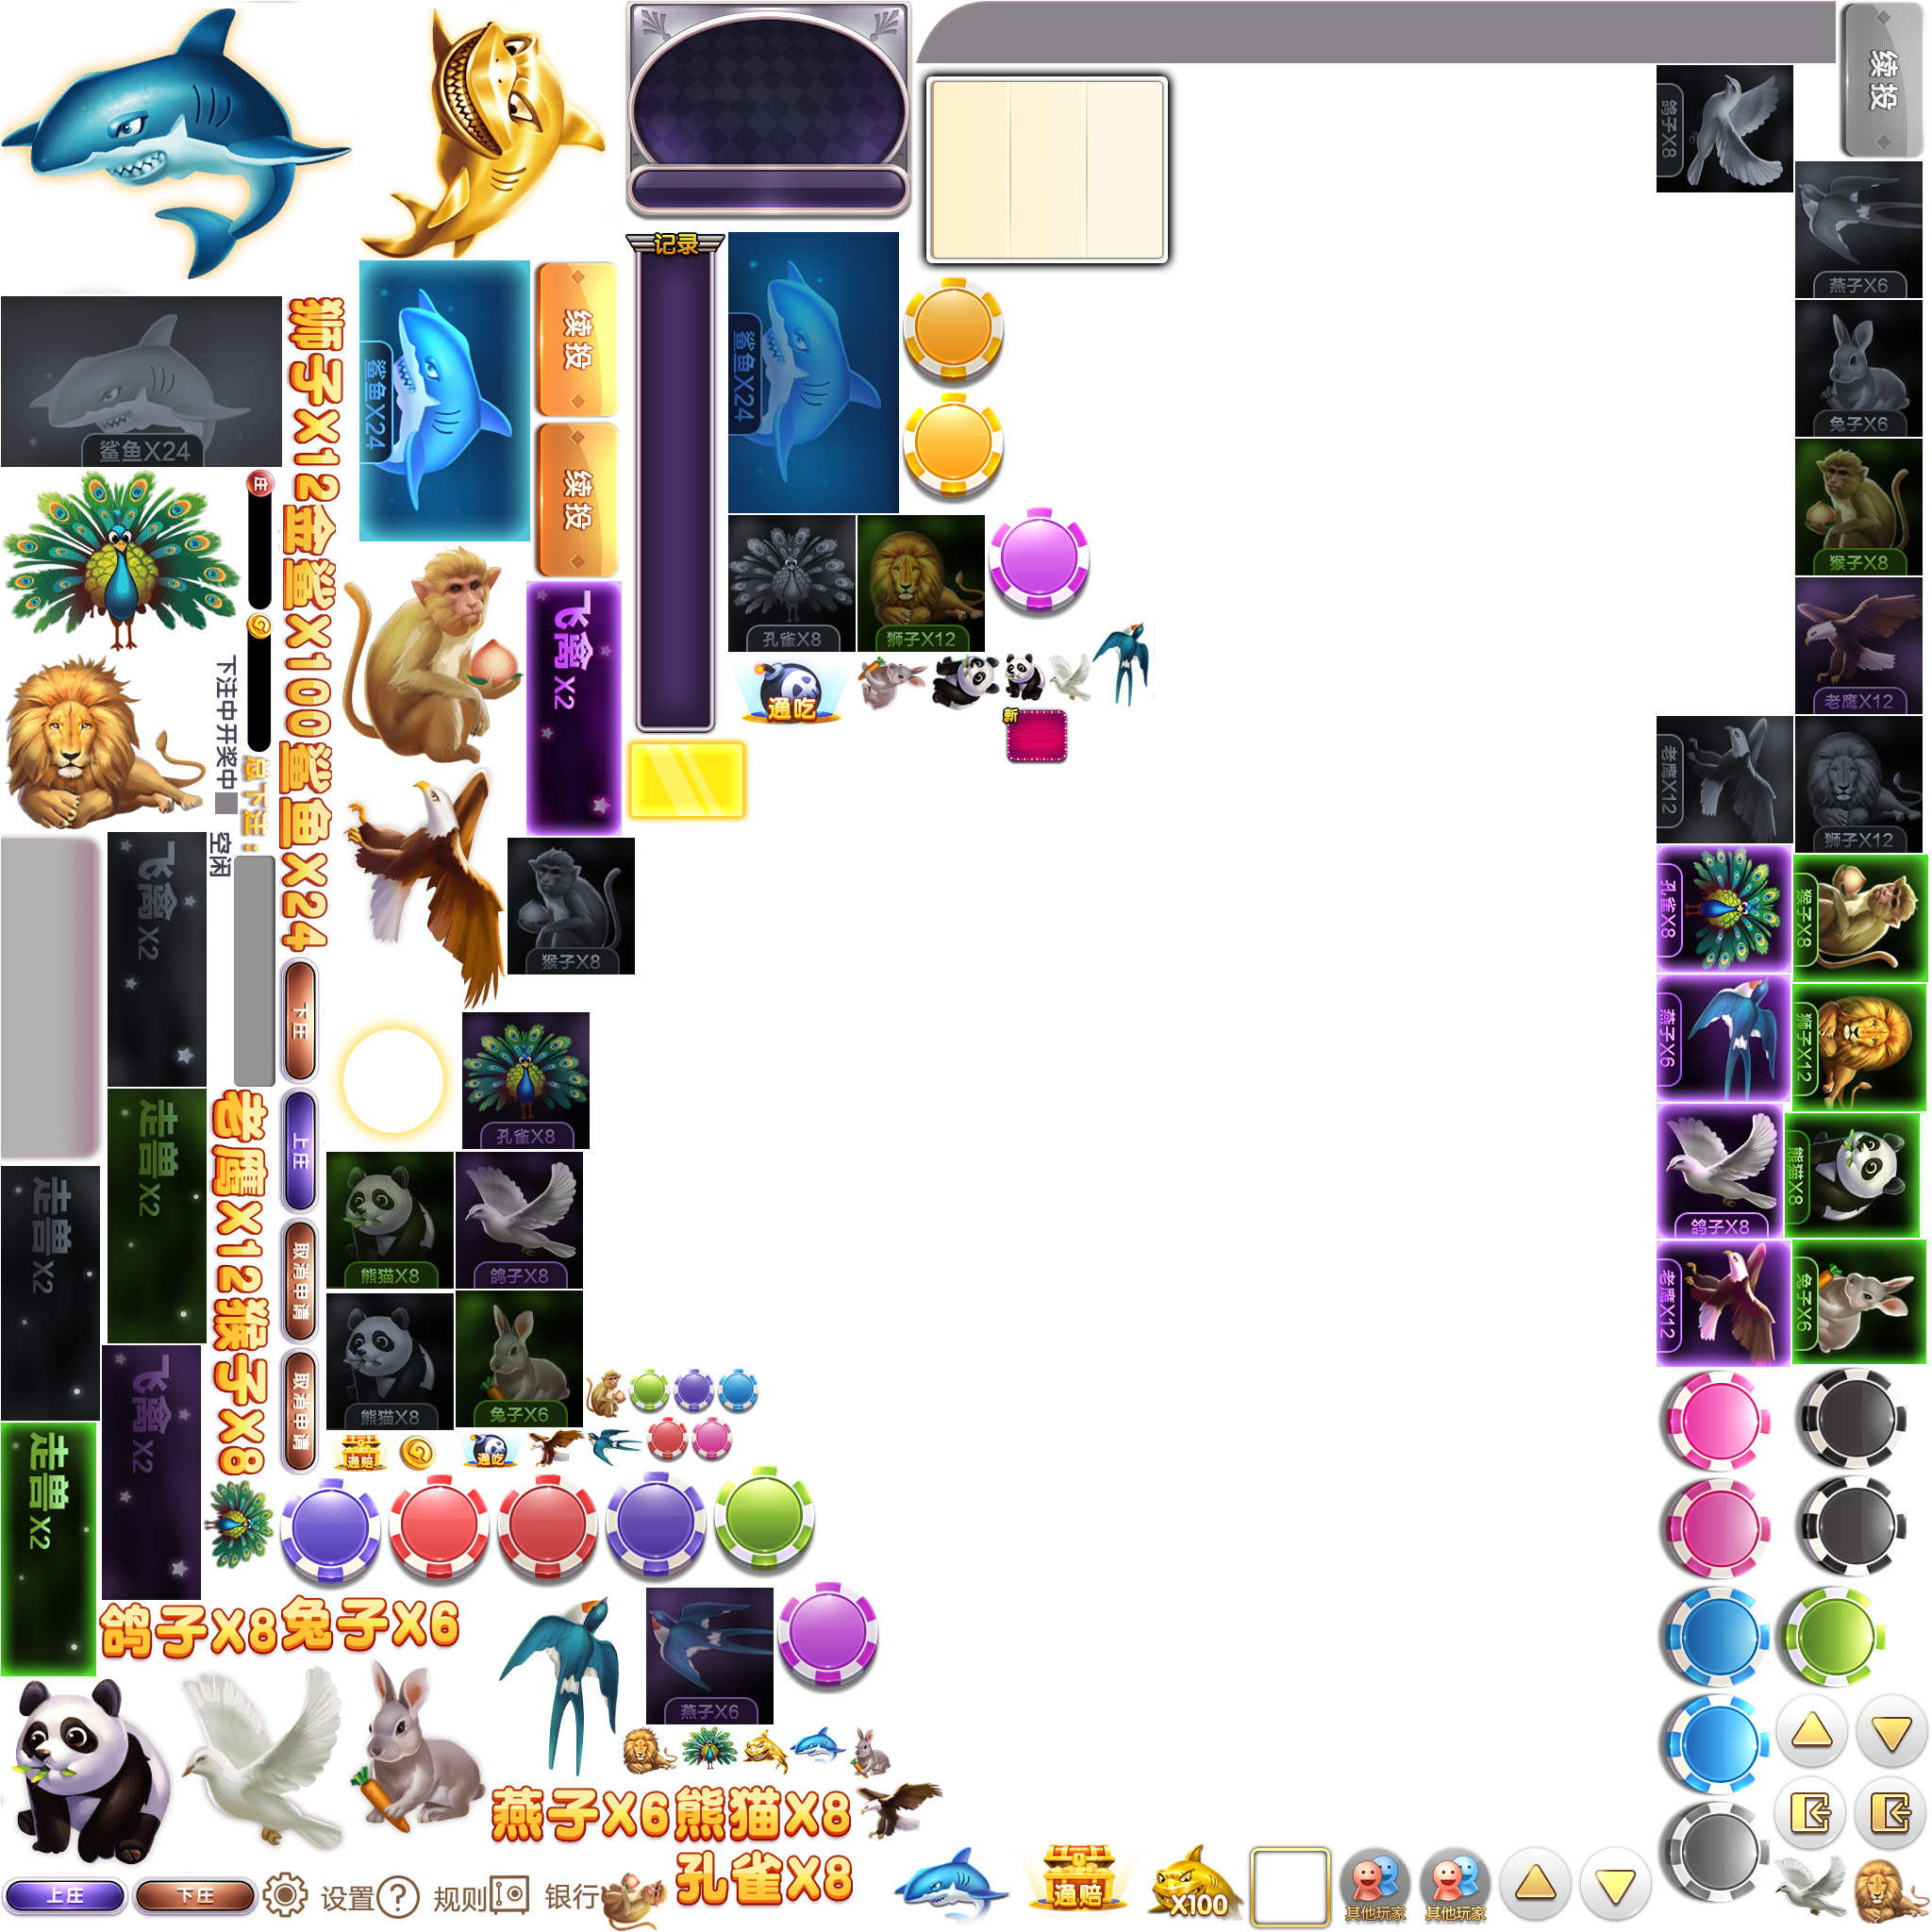 续投
记录
鸽子X8
燕子X6
鲨鱼X24
狮子X12
金鲨X100
鲨鱼X24
鲨鱼X24
续投
续投
鲨鱼X24
兔子X6
庄
猴子X8
孔雀X8
狮子X12
飞禽X2
老鹰X12
通吃
新
下注中
开奖中
总下注：
空闲
老鹰X12
狮子X12
飞禽X2
猴子X8
孔雀X8
猴子X8
下庄
燕子X6
狮子X12
孔雀X8
走兽X2
老鹰X12
猴子X8
上庄
走兽X2
熊猫X8
鸽子X8
鸽子X8
熊猫X8
取消申请
老鹰X12
兔子X6
飞禽X2
取消申请
熊猫X8
兔子X6
走兽X2
通赔
通吃
鸽子X8
兔子X6
燕子X6
燕子X6
熊猫X8
孔雀X8
上庄
下庄
设置
?
规则
银行
通赔
X100
其他玩家
其他玩家